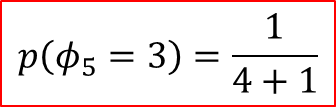 p(ϕ₅ = 3) = 1/(4 + 1)